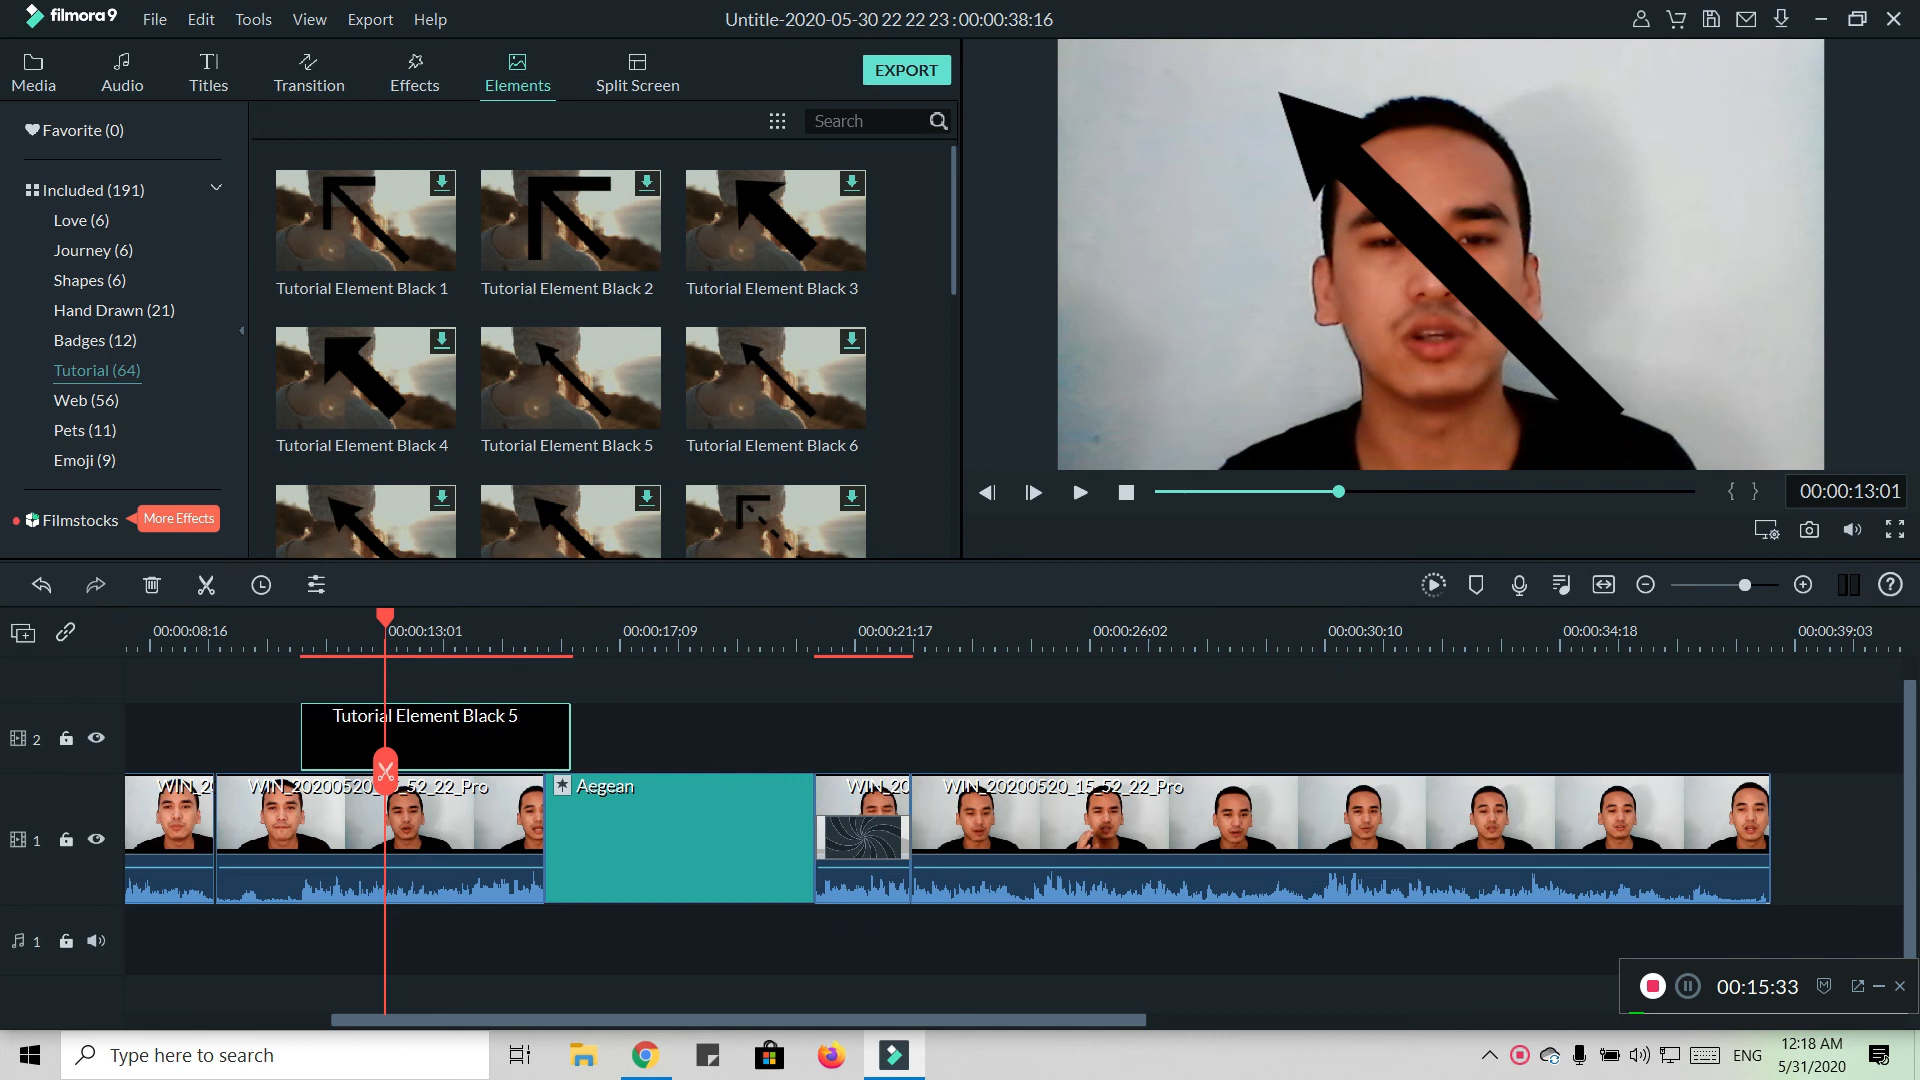 filmora9
File Edit Tools View Export Help
Untitle-2020-05-30 22 22 23 : 00:00:38:16
Media Audio Titles Transition Effects Elements Split Screen
EXPORT
Favorite (0)
Search
Included (191)
Love (6)
Journey (6)
Shapes (6)
Hand Drawn (21)
Badges (12)
Tutorial (64)
Web (56)
Pets (11)
Emoji (9)
Filmstocks More Effects
Tutorial Element Black 1 Tutorial Element Black 2 Tutorial Element Black 3
Tutorial Element Black 4 Tutorial Element Black 5 Tutorial Element Black 6
{ } 00:00:13:01
00:00:08:16 00:00:13:01 00:00:17:09 00:00:21:17 00:00:26:02 00:00:30:10 00:00:34:18 00:00:39:03
2
Tutorial Element Black 5
1
WIN_2 WIN_20200520_15_52_22_Pro Aegean WIN_20 WIN_20200520_15_52_22_Pro
1
00:15:33
Type here to search
ENG
12:18 AM
5/31/2020